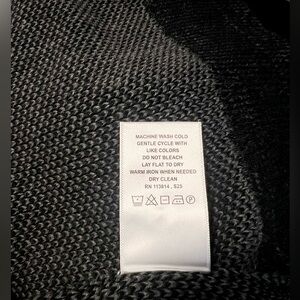 MACHINE WASH COLD
GENTLE CYCLE WITH
LIKE COLORS
DO NOT BLEACH
LAY FLAT TO DRY
WARM IRON WHEN NEEDED
DRY CLEAN
RN 113814 , S25